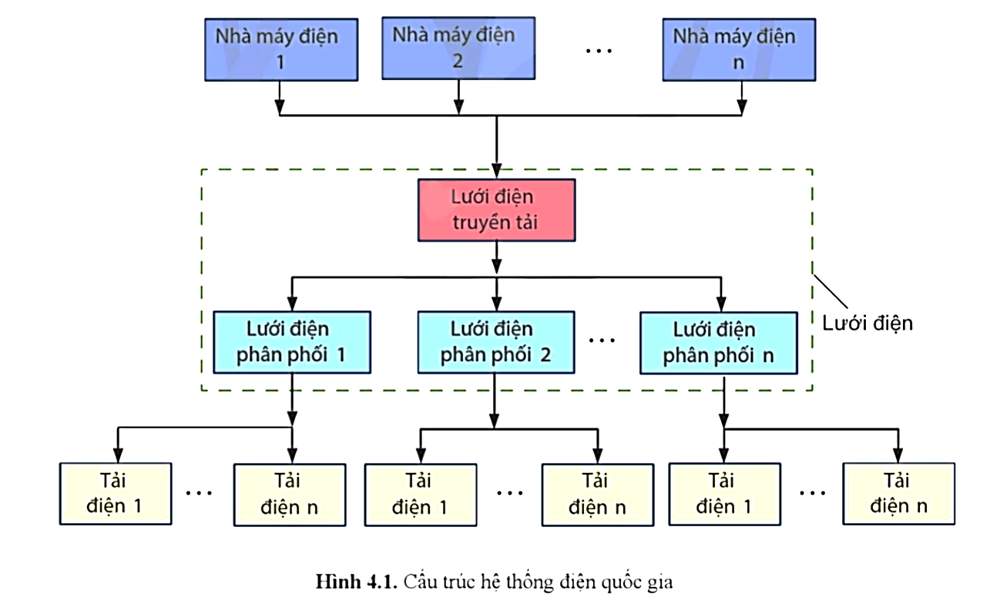 Nhà máy điện
1
Nhà máy điện
2
...
Nhà máy điện
n
Lưới điện
truyền tải
Lưới điện
phân phối 1
Lưới điện
phân phối 2
...
Lưới điện
phân phối n
Lưới điện
Tải
điện 1
...
Tải
điện n
Tải
điện 1
...
Tải
điện n
Tải
điện 1
...
Tải
điện n
Hình 4.1. Cấu trúc hệ thống điện quốc gia